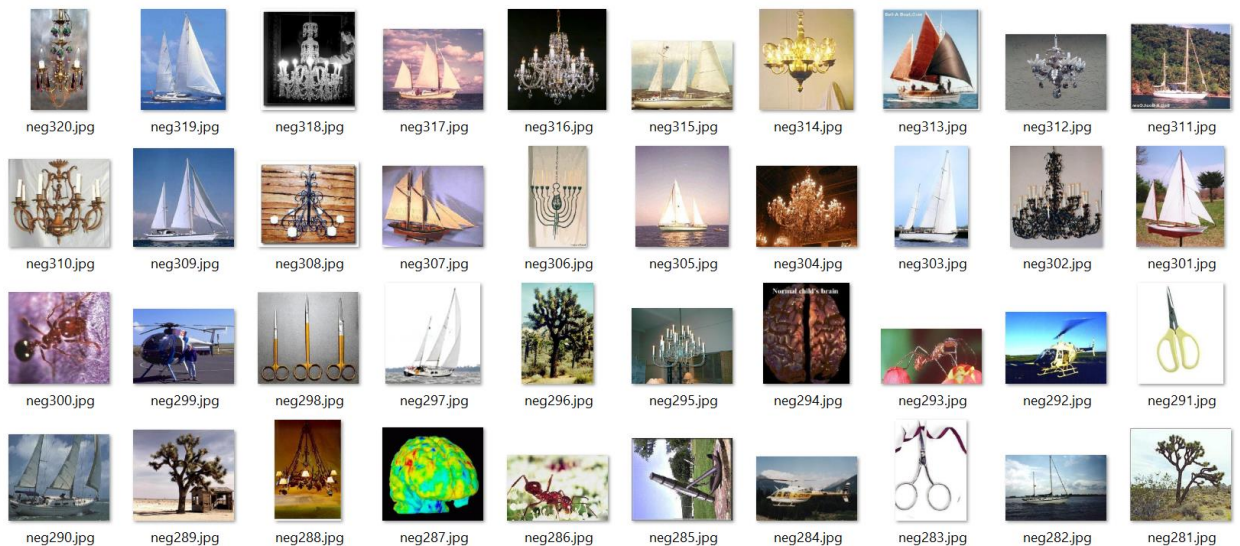 neg320.jpg neg319.jpg neg318.jpg neg317.jpg neg316.jpg neg315.jpg neg314.jpg neg313.jpg neg312.jpg neg311.jpg
neg310.jpg neg309.jpg neg308.jpg neg307.jpg neg306.jpg neg305.jpg neg304.jpg neg303.jpg neg302.jpg neg301.jpg
Normal child's brain
neg300.jpg neg299.jpg neg298.jpg neg297.jpg neg296.jpg neg295.jpg neg294.jpg neg293.jpg neg292.jpg neg291.jpg
neg290.jpg neg289.jpg neg288.jpg neg287.jpg neg286.jpg neg285.jpg neg284.jpg neg283.jpg neg282.jpg neg281.jpg